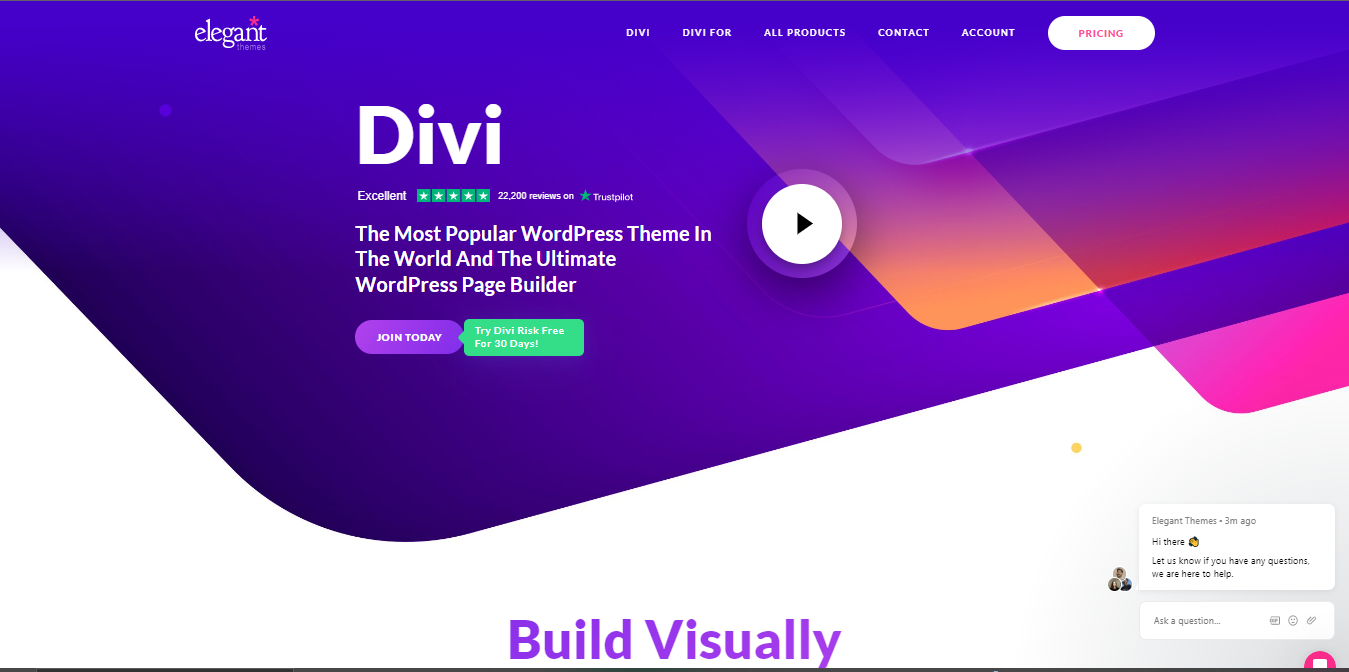 elegant
themes
DIVI
DIVI FOR
ALL PRODUCTS
CONTACT
ACCOUNT
PRICING
Divi
Excellent
22,200 reviews on
Trustpilot
The Most Popular WordPress Theme In
The World And The Ultimate
WordPress Page Builder
JOIN TODAY
Try Divi Risk Free
For 30 Days!
Elegant Themes • 3m ago
Hi there 👏
Let us know if you have any questions,
we are here to help.
Ask a question...
GIF
Build Visually